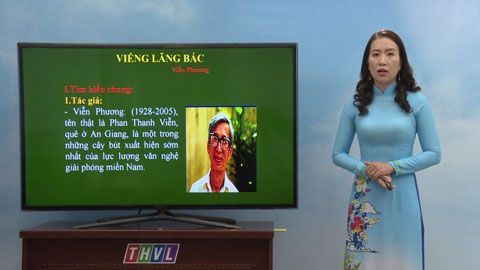 VIẾNG LĂNG BÁC
Viễn Phương
I.Tìm hiểu chung:
1.Tác giả:
- Viễn Phương: (1928-2005),
tên thật là Phan Thanh Viễn,
quê ở An Giang, là một trong
những cây bút xuất hiện sớm
nhất của lực lượng văn nghệ
giải phóng miền Nam.
THVL